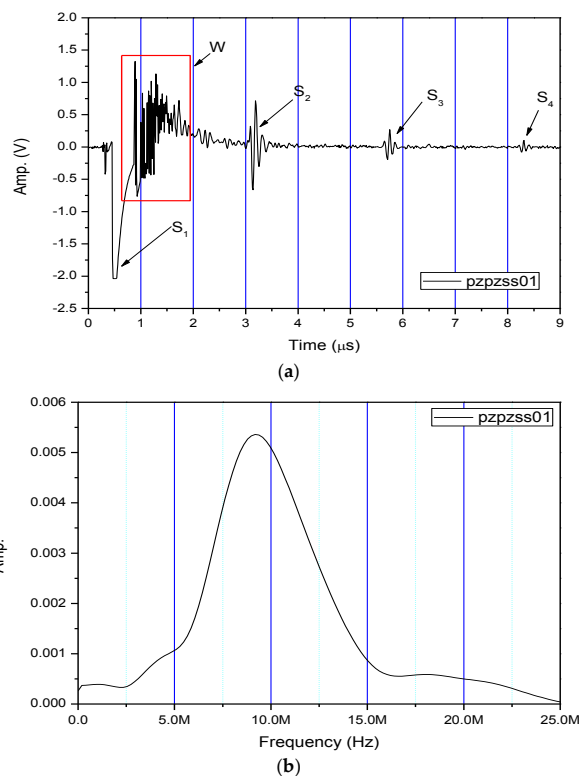 2.0
1.5
1.0
0.5
0.0
-0.5
-1.0
-1.5
-2.0
-2.5
Amp. (V)
W
S₁
S₂
S₃
S₄
pzpzss01
0 1 2 3 4 5 6 7 8 9
Time (μs)
(a)
0.006
0.005
0.004
0.003
0.002
0.001
0.000
Amp.
pzpzss01
0.0 5.0M 10.0M 15.0M 20.0M 25.0M
Frequency (Hz)
(b)